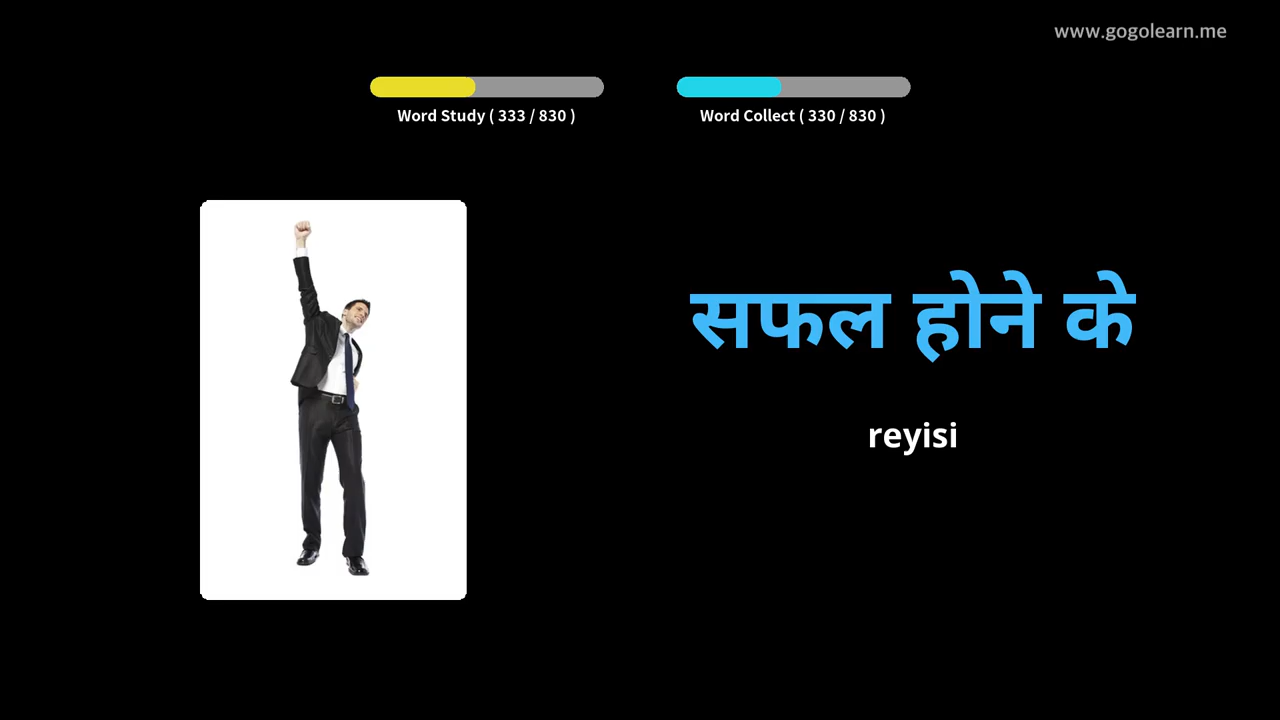 www.gogolearn.me
Word Study ( 333 / 830 )
Word Collect ( 330 / 830 )
सफल होने के
reyisi